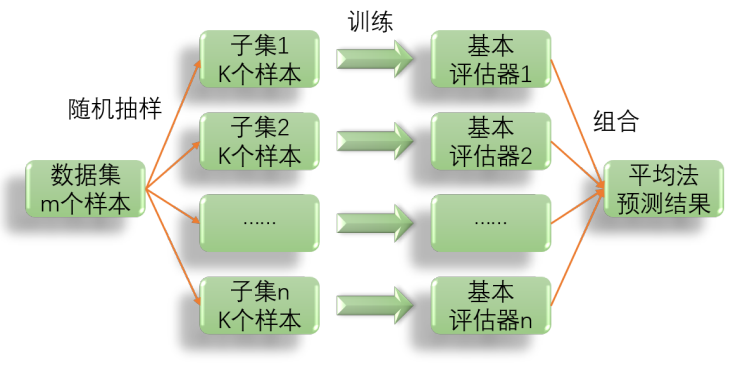 训练
子集1
K个样本
基本
评估器1
随机抽样
组合
子集2
K个样本
基本
评估器2
数据集
m个样本
平均法
预测结果
……
……
子集n
K个样本
基本
评估器n